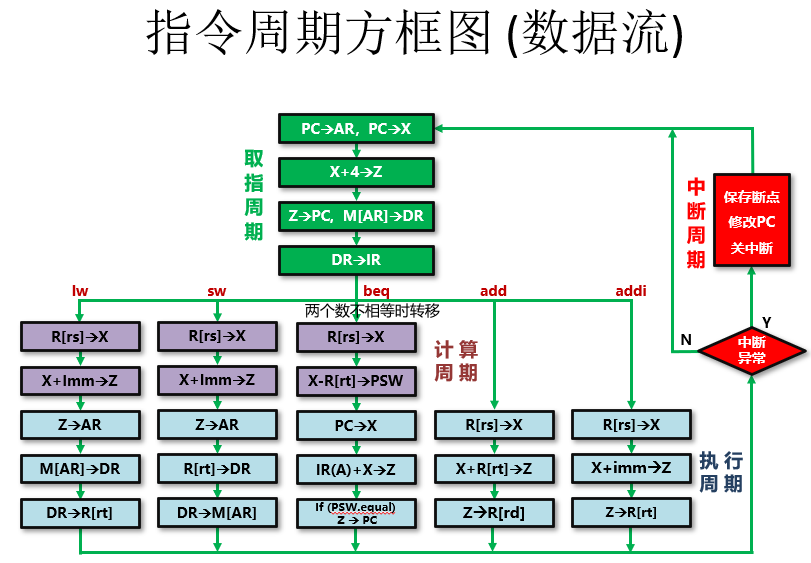 指令周期方框图 (数据流)
取指周期
PC→AR, PC→X
X+4→Z
Z→PC, M[AR]→DR
DR→IR
中断周期
保存断点
修改PC
关中断
lw
sw
beq
add
addi
两个数不相等时转移
N
Y
中断
异常
计算
周期
执行
周期
R[rs]→X
X+Imm→Z
Z→AR
M[AR]→DR
DR→R[rt]
R[rs]→X
X+Imm→Z
Z→AR
R[rt]→DR
DR→M[AR]
R[rs]→X
X-R[rt]→PSW
PC→X
IR(A)+X→Z
If (PSW.equal)
Z → PC
R[rs]→X
X+R[rt]→Z
Z→R[rd]
R[rs]→X
X+imm→Z
Z→R[rt]